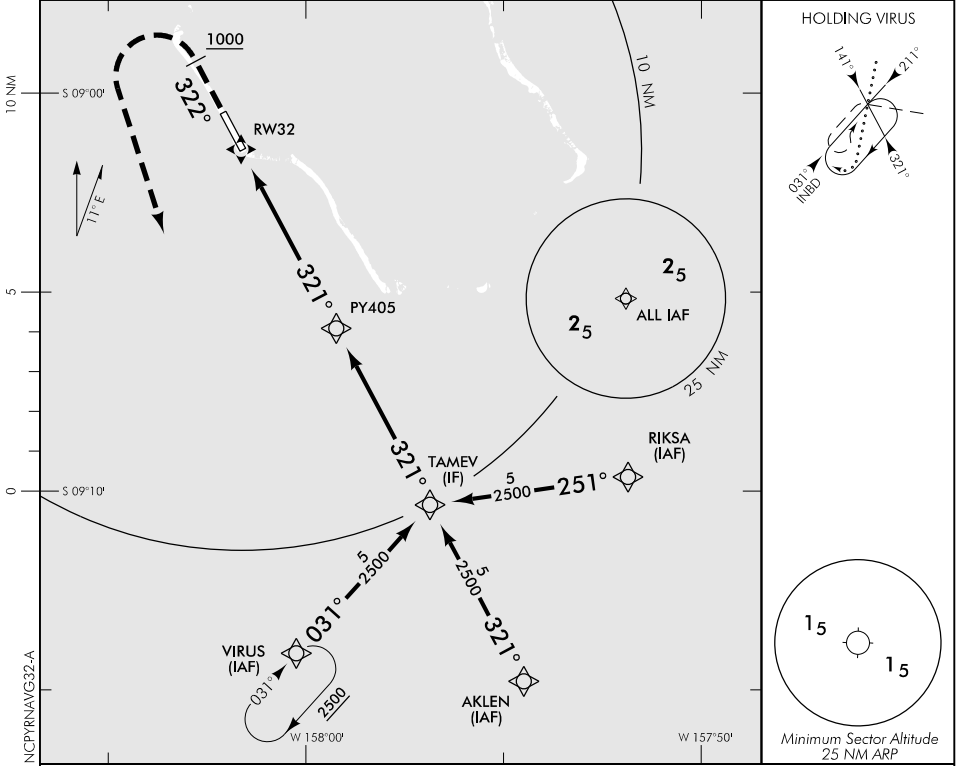 HOLDING VIRUS
141°
211°
321°
031°
INBD
1000
322°
RW32
10 NM
S 09°00'
11° E
10 NM
321°
PY405
5
25
25
ALL IAF
25 NM
321°
TAMEV
(IF)
RIKSA
(IAF)
5
2500
251°
0
S 09°10'
5
2500
031°
5
2500
321°
VIRUS
(IAF)
031°
2500
AKLEN
(IAF)
W 158°00'
W 157°50'
NCPYRNAVG32-A
15
15
Minimum Sector Altitude
25 NM ARP